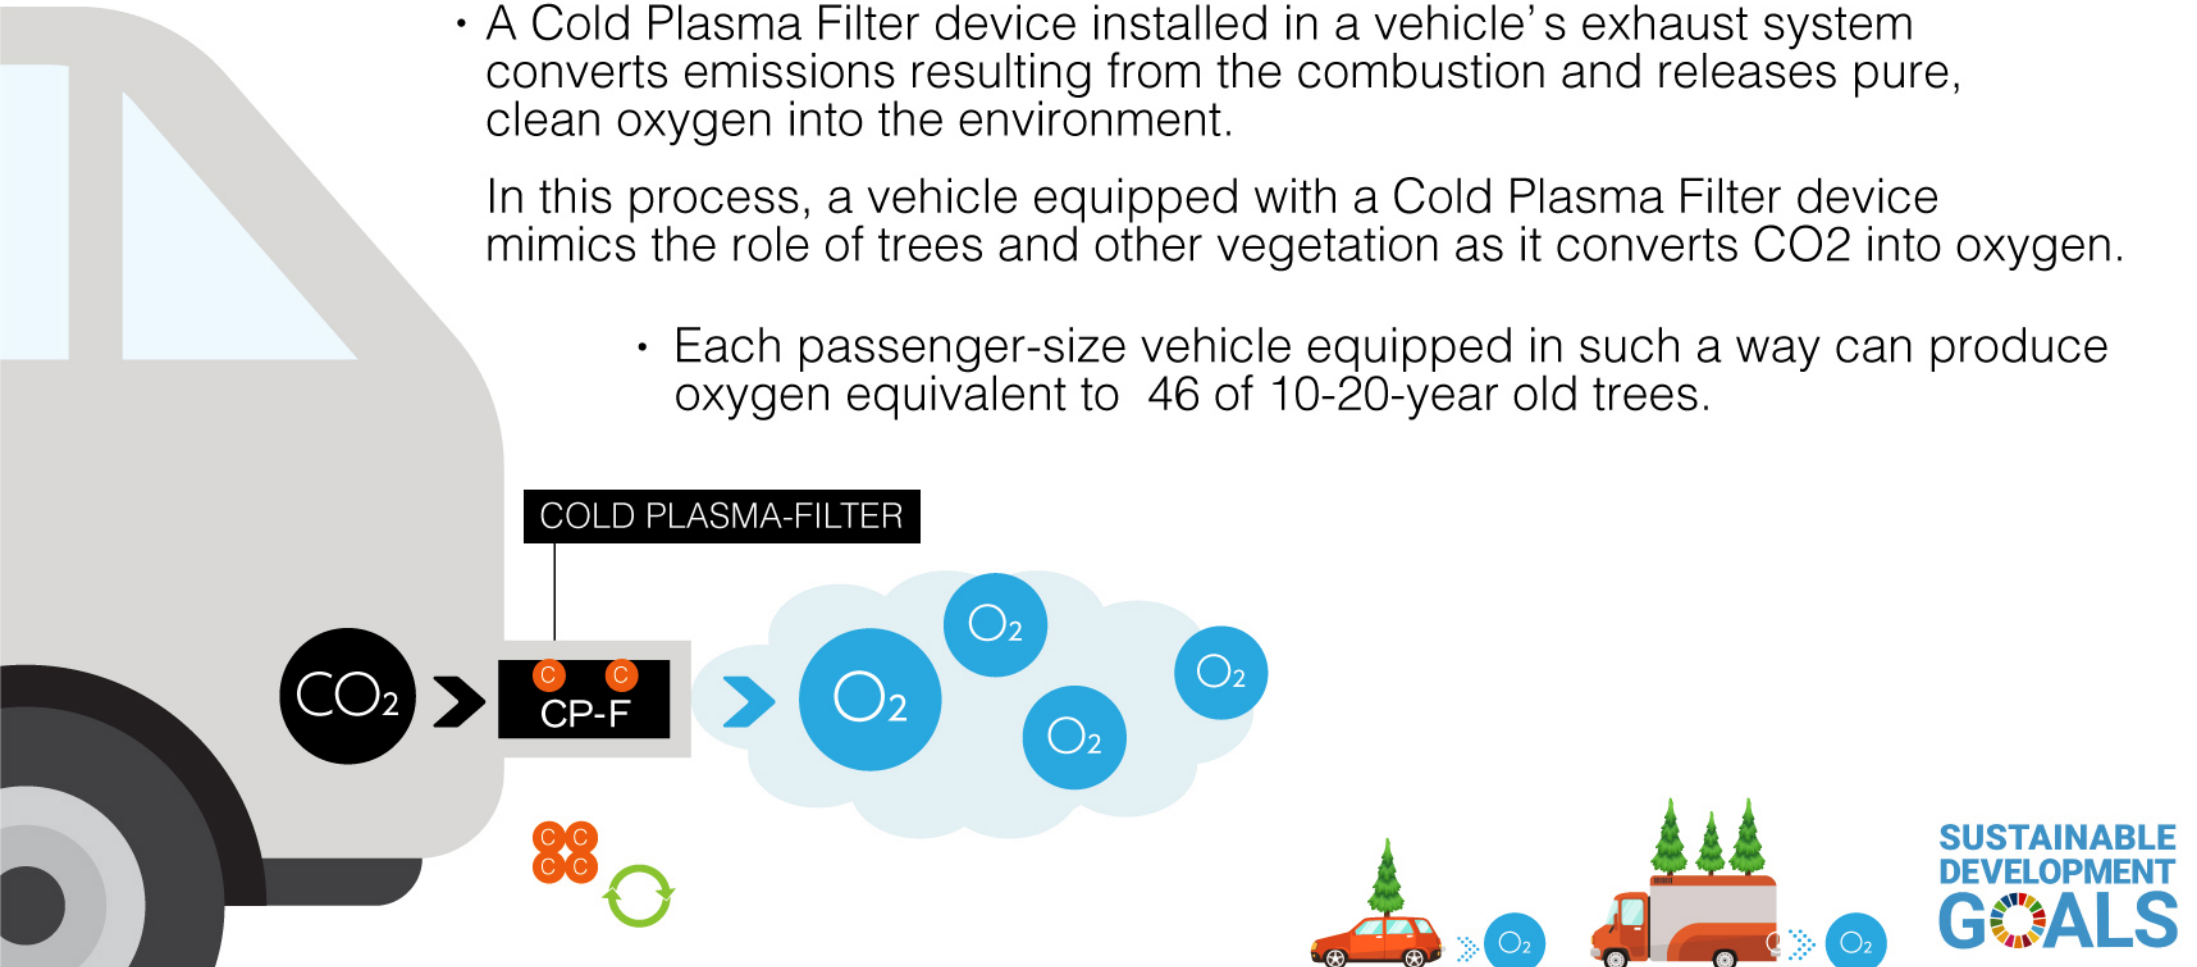 • A Cold Plasma Filter device installed in a vehicle’s exhaust system
converts emissions resulting from the combustion and releases pure,
clean oxygen into the environment.
In this process, a vehicle equipped with a Cold Plasma Filter device
mimics the role of trees and other vegetation as it converts CO2 into oxygen.
• Each passenger-size vehicle equipped in such a way can produce
oxygen equivalent to 46 of 10-20-year old trees.
COLD PLASMA-FILTER
CO₂
C C
CP-F
O₂
O₂
O₂
O₂
C C
C C
O₂
O₂
SUSTAINABLE
DEVELOPMENT
GOALS